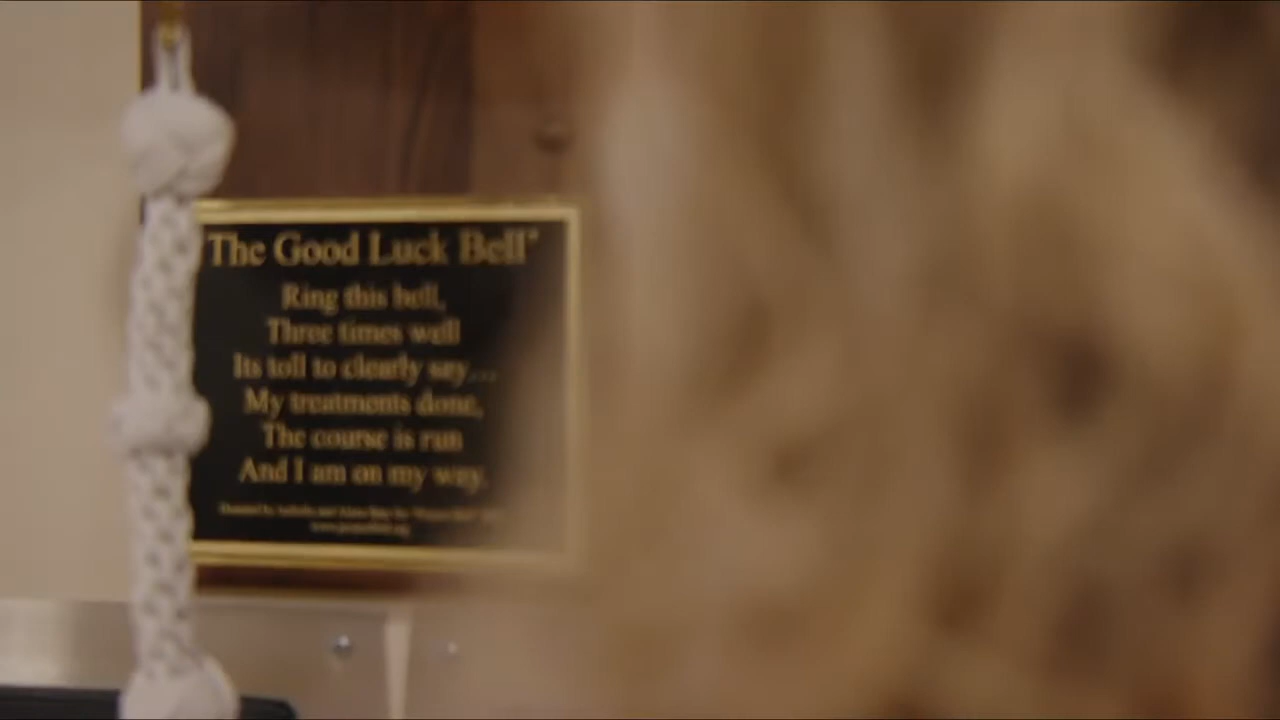 The Good Luck Bell
Ring this bell,
Three times well
Its toll to clearly say...
My treatments done,
The course is run
And I am on my way.